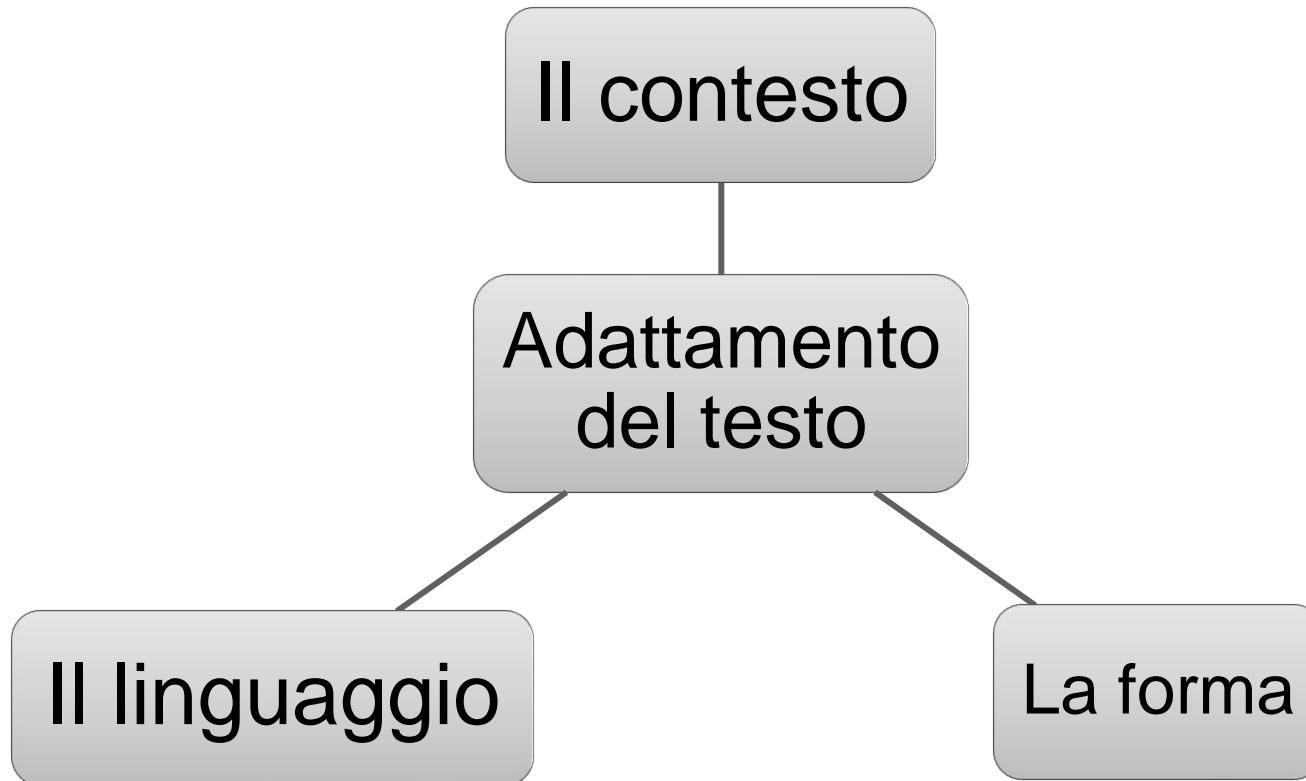 Il contesto
Adattamento
del testo
Il linguaggio
La forma